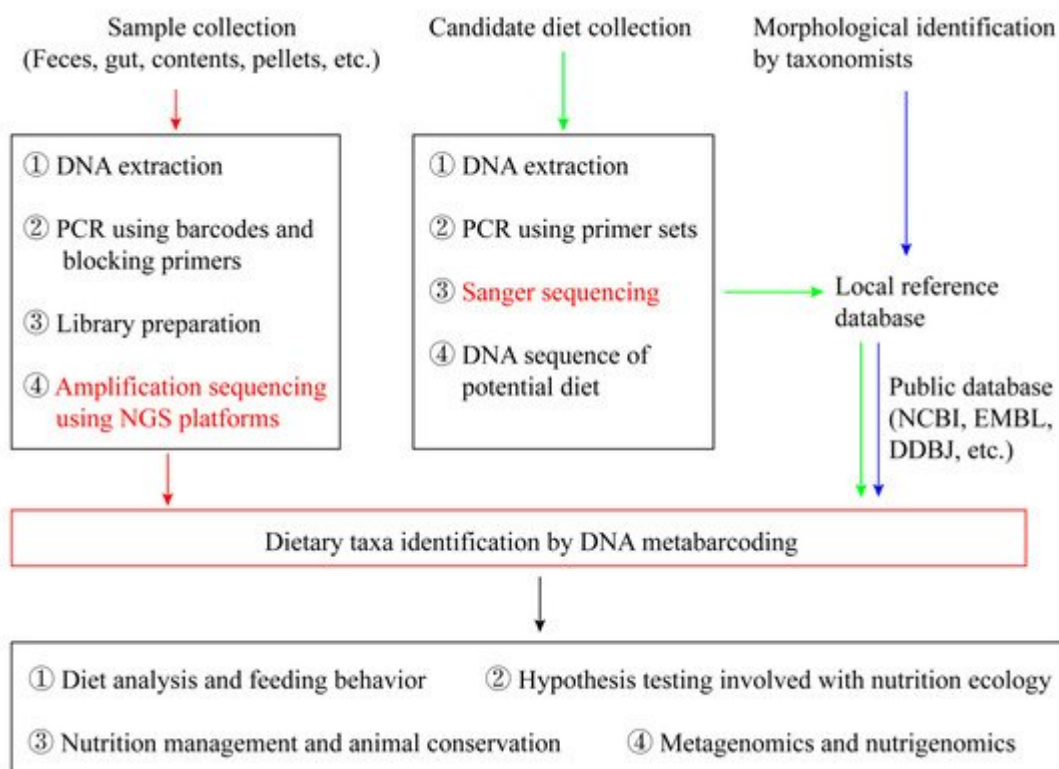 Sample collection
(Feces, gut, contents, pellets, etc.)
① DNA extraction
② PCR using barcodes and
blocking primers
③ Library preparation
④ Amplification sequencing
using NGS platforms
Candidate diet collection
① DNA extraction
② PCR using primer sets
③ Sanger sequencing
④ DNA sequence of
potential diet
Morphological identification
by taxonomists
Local reference
database
Public database
(NCBI, EMBL,
DDBJ, etc.)
Dietary taxa identification by DNA metabarcoding
① Diet analysis and feeding behavior
② Hypothesis testing involved with nutrition ecology
③ Nutrition management and animal conservation
④ Metagenomics and nutrigenomics